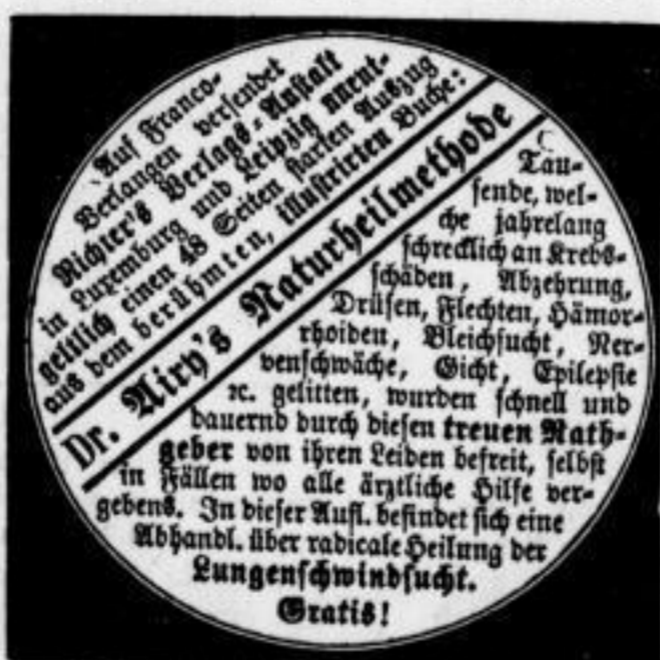 Auf Franco-
Verlangen versendet
Richter's Verlags-Anstalt
in Luxemburg und Leipzig unent-
geltlich einen 48 Seiten starken Auszug
aus dem berühmten, illustrirten Buche:
Dr. Airy's Naturheilmethode
Tau-
sende, wel-
che jahrelang
schrecklich an Krebs-
schäden, Abzehrung,
Drüsen, Flechten, Hämor-
rhoiden, Bleichsucht, Ner-
venschwäche, Gicht, Epilepsie
ꝛc. gelitten, wurden schnell und
dauernd durch diesen treuen Rath-
geber von ihren Leiden befreit, selbst
in Fällen wo alle ärztliche Hilfe ver-
gebens. In dieser Aufl. befindet sich eine
Abhandl. über radicale Heilung der
Lungenschwindsucht.
Gratis!